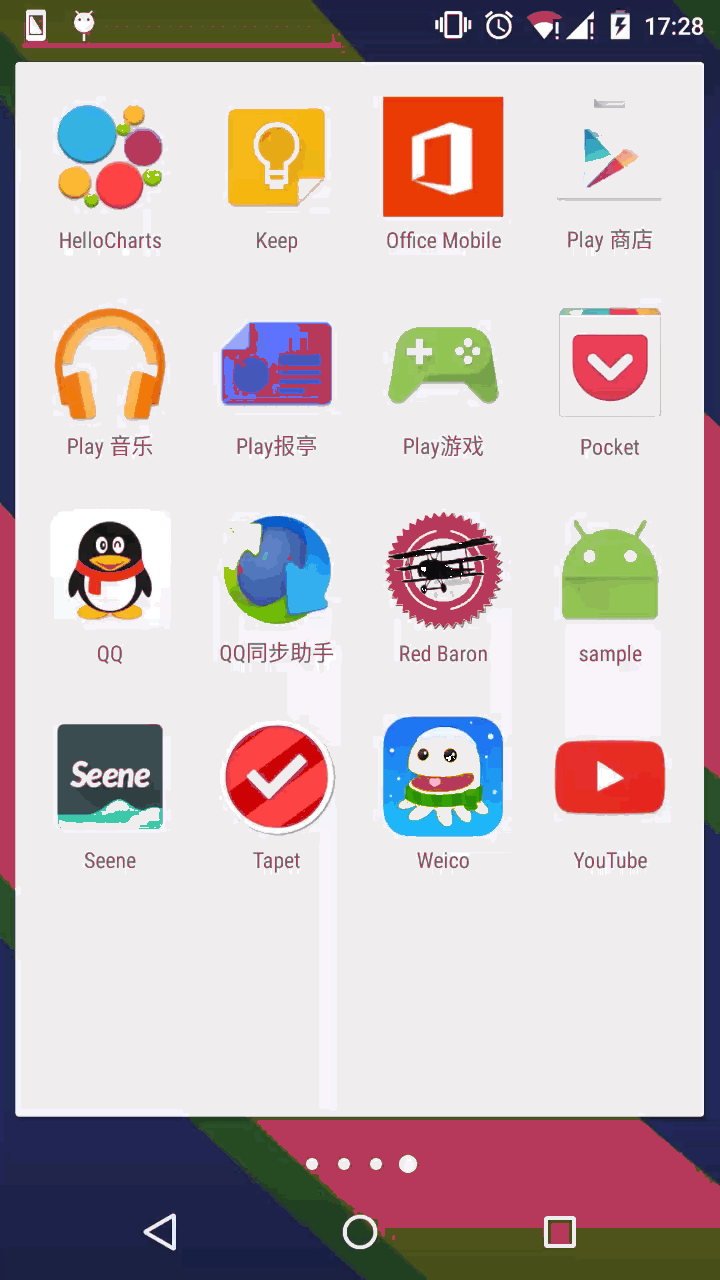 17:28
HelloCharts
Keep
Office Mobile
Play 商店
Play 音乐
Play报亭
Play游戏
Pocket
QQ
QQ同步助手
Red Baron
sample
Seene
Seene
Tapet
Weico
YouTube